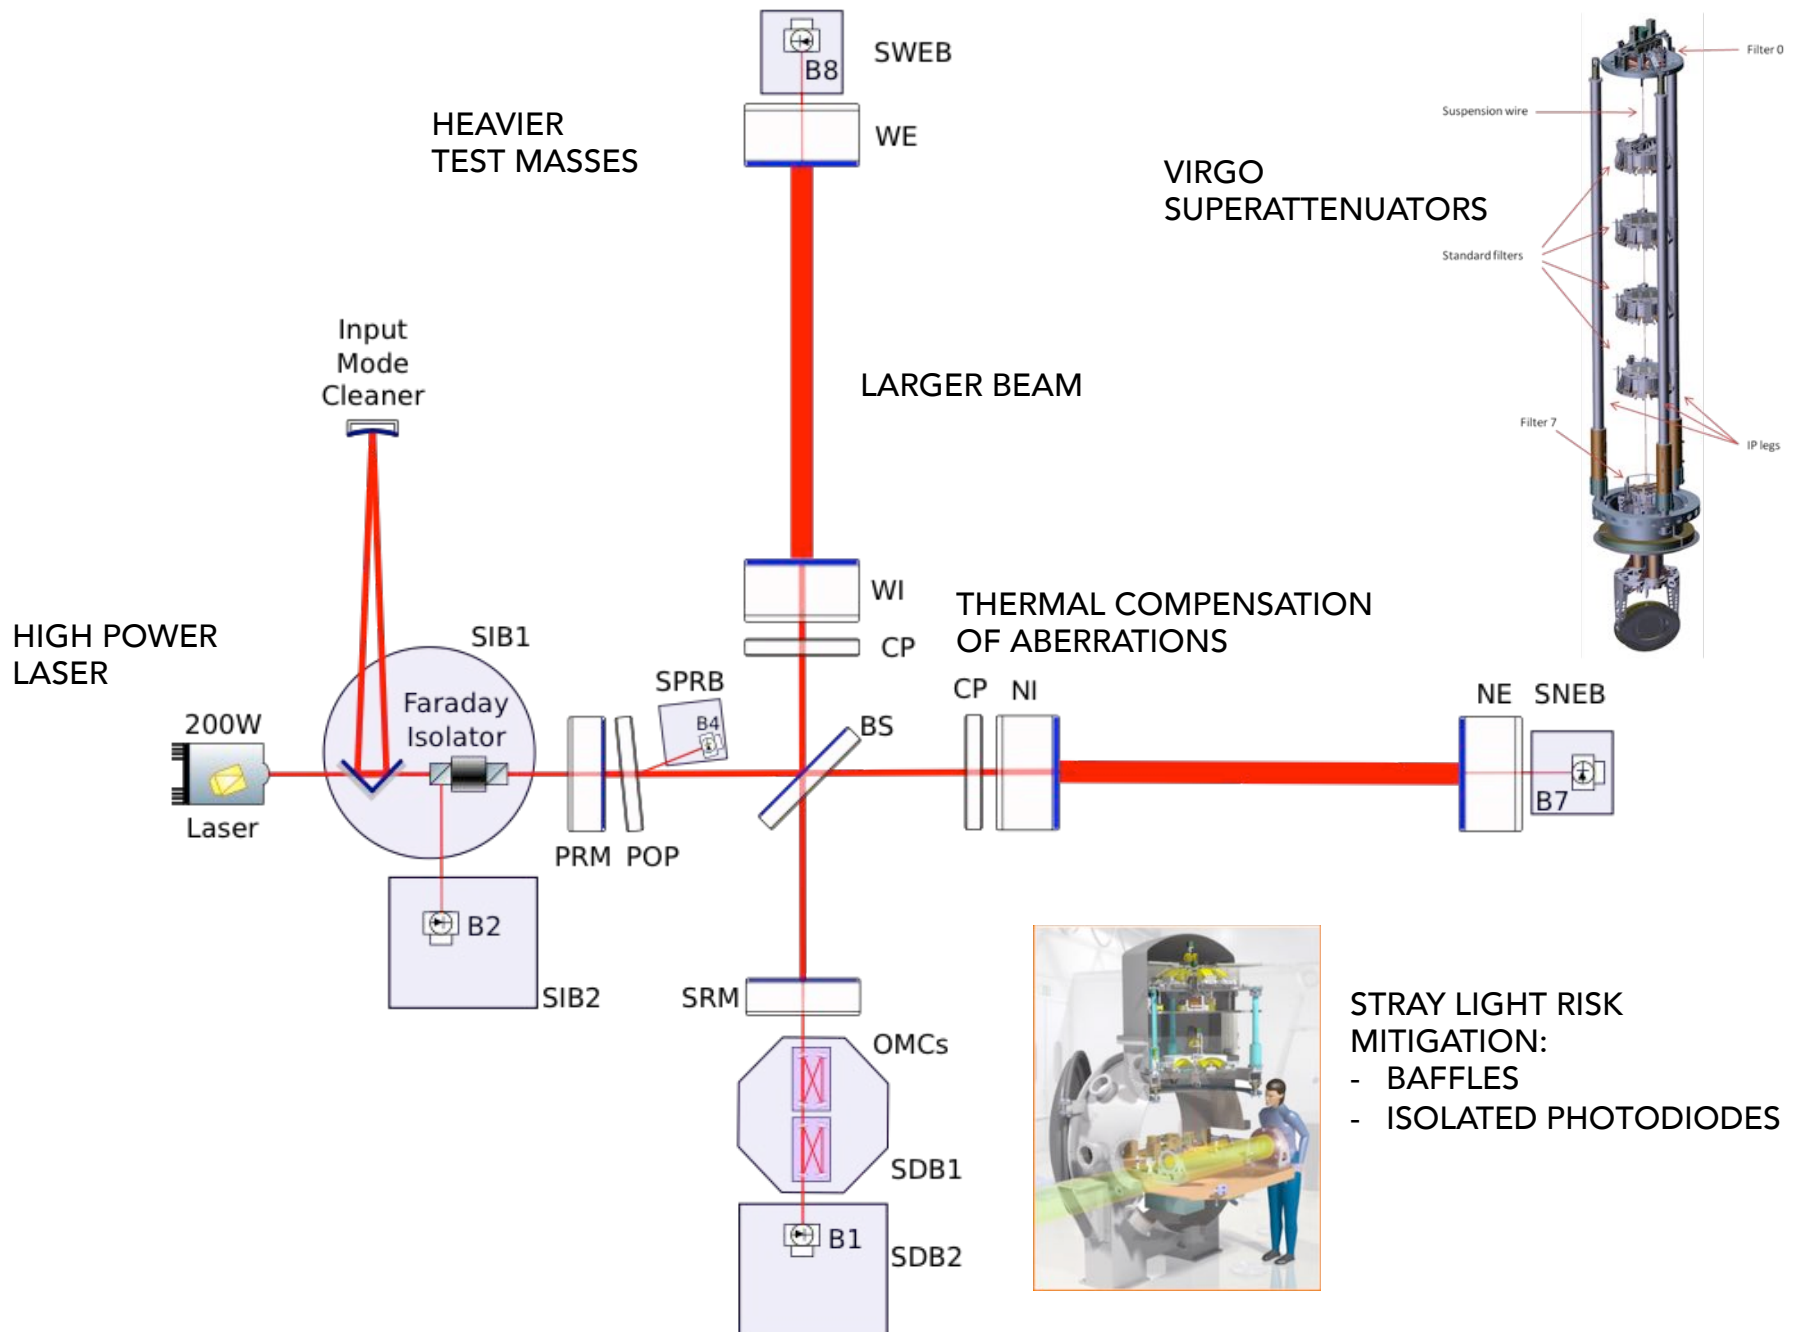 SWEB
B8
Filter 0
HEAVIER
TEST MASSES
WE
Suspension wire
VIRGO
SUPERATTENUATORS
Standard filters
Input
Mode
Cleaner
LARGER BEAM
Filter 7
IP legs
HIGH POWER
LASER
SIB1
WI
THERMAL COMPENSATION
OF ABERRATIONS
CP
SPRB
Faraday
Isolator
200W
B4
BS
CP
NI
NE
SNEB
B7
Laser
PRM
POP
B2
SIB2
SRM
OMCs
SDB1
B1
SDB2
STRAY LIGHT RISK
MITIGATION:
- BAFFLES
- ISOLATED PHOTODIODES